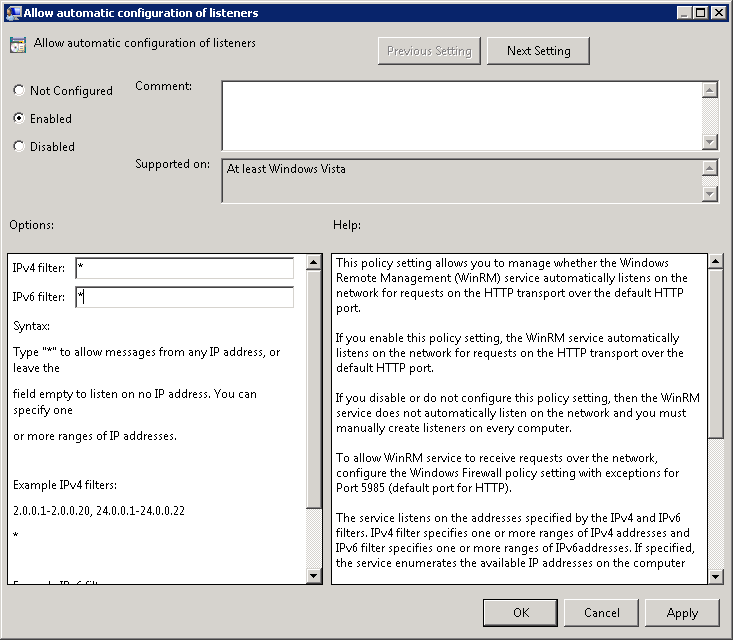 Allow automatic configuration of listeners
Allow automatic configuration of listeners
Previous Setting
Next Setting
Not Configured
Enabled
Disabled
Comment:
Supported on:
At least Windows Vista
Options:
Help:
IPv4 filter: *
IPv6 filter: *
Syntax:
Type "*" to allow messages from any IP address, or
leave the
field empty to listen on no IP address. You can
specify one
or more ranges of IP addresses.
Example IPv4 filters:
2.0.0.1-2.0.0.20, 24.0.0.1-24.0.0.22
*
This policy setting allows you to manage whether the Windows
Remote Management (WinRM) service automatically listens on the
network for requests on the HTTP transport over the default HTTP
port.
If you enable this policy setting, the WinRM service automatically
listens on the network for requests on the HTTP transport over the
default HTTP port.
If you disable or do not configure this policy setting, then the WinRM
service does not automatically listen on the network and you must
manually create listeners on every computer.
To allow WinRM service to receive requests over the network,
configure the Windows Firewall policy setting with exceptions for
Port 5985 (default port for HTTP).
The service listens on the addresses specified by the IPv4 and IPv6
filters. IPv4 filter specifies one or more ranges of IPv4 addresses and
IPv6 filter specifies one or more ranges of IPv6addresses. If specified,
the service enumerates the available IP addresses on the computer
OK
Cancel
Apply